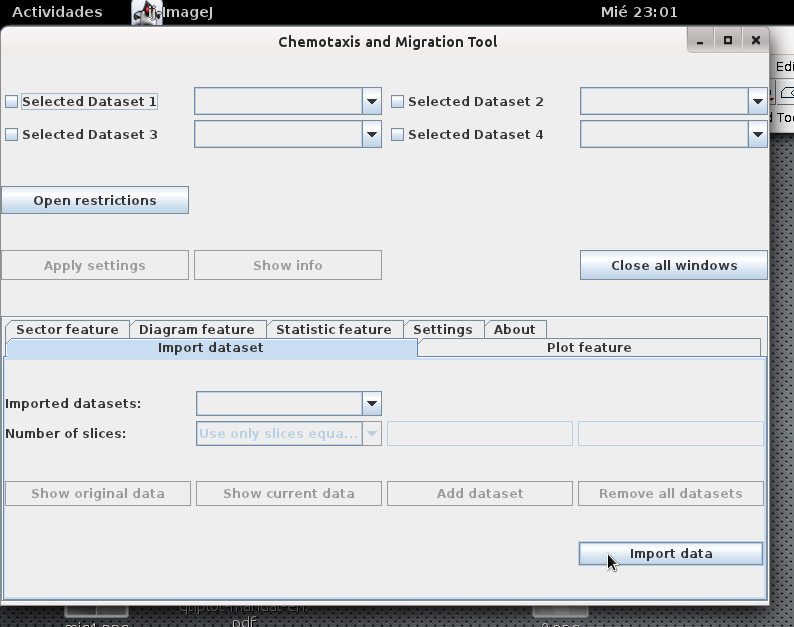 Actividades ImageJ Mié 23:01
Chemotaxis and Migration Tool
Edi
Selected Dataset 1 Selected Dataset 2
Selected Dataset 3 Selected Dataset 4
Open restrictions
Apply settings Show info Close all windows
Sector feature Diagram feature Statistic feature Settings About
Import dataset Plot feature
Imported datasets:
Number of slices: Use only slices equa...
Show original data Show current data Add dataset Remove all datasets
Import data
pdf